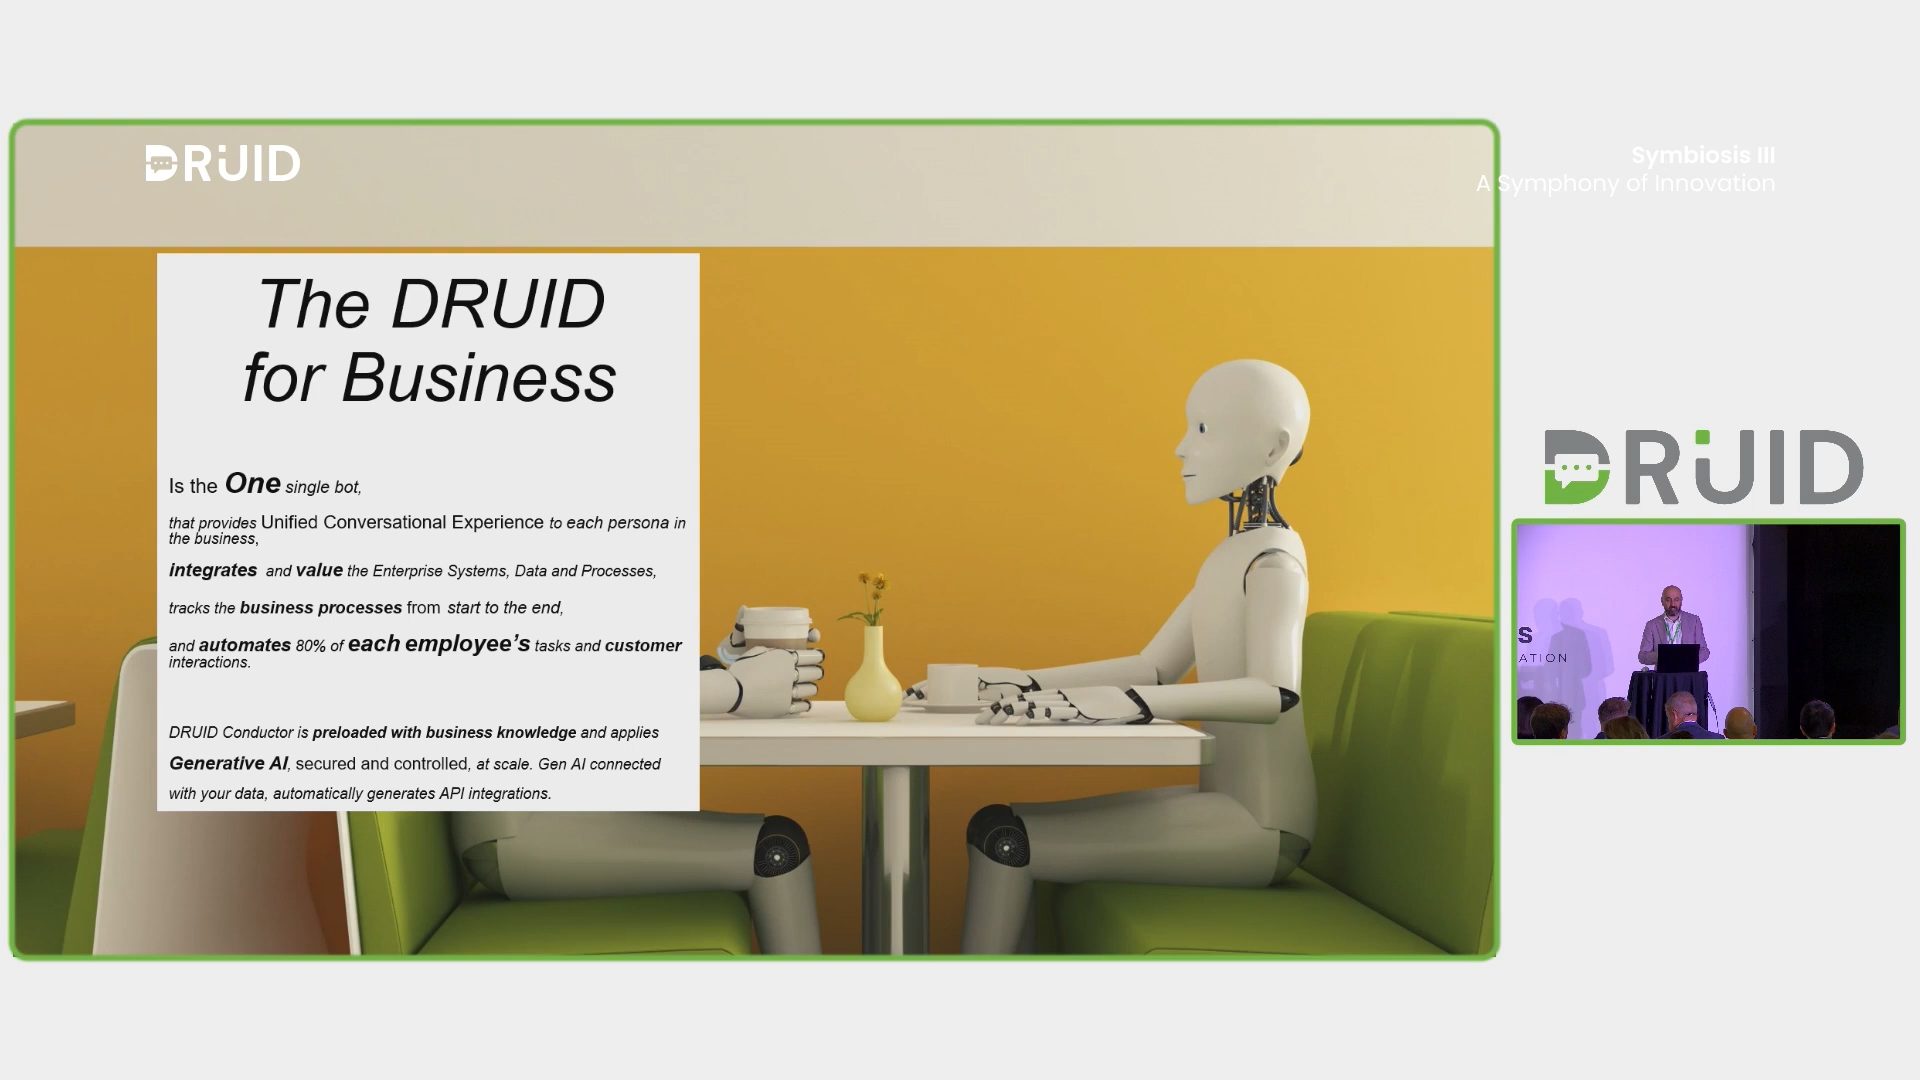 DRUID
Symbiosis III
A Symphony of Innovation
The DRUID
for Business
Is the One single bot,
that provides Unified Conversational Experience to each persona in
the business,
integrates and value the Enterprise Systems, Data and Processes,
tracks the business processes from start to the end,
and automates 80% of each employee's tasks and customer
interactions.
DRUID Conductor is preloaded with business knowledge and applies
Generative AI, secured and controlled, at scale. Gen AI connected
with your data, automatically generates API integrations.
DRUID
S
ATION